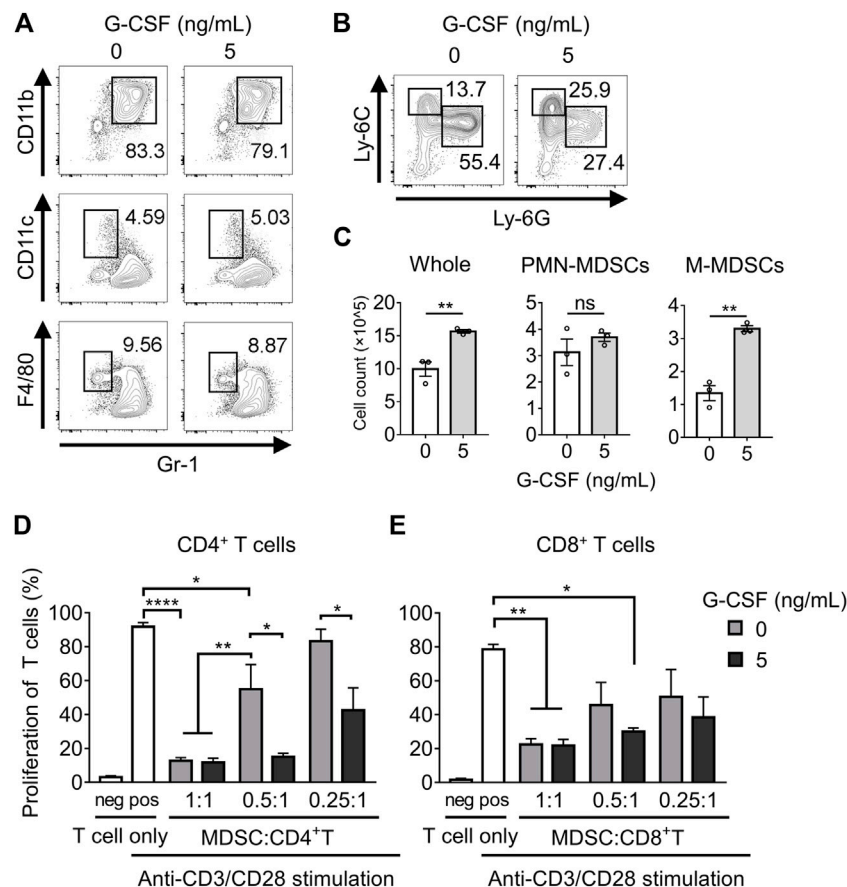 A
G-CSF (ng/mL)
0 5
CD11b
83.3 79.1
CD11c
4.59 5.03
F4/80
9.56 8.87
Gr-1
B
G-CSF (ng/mL)
0 5
Ly-6C
13.7 25.9
55.4 27.4
Ly-6G
C
Whole PMN-MDSCs M-MDSCs
Cell count (×10^5)
20
15
10
5
0
**
0 5
5
4
3
2
1
0
ns
0 5
4
3
2
1
0
**
0 5
G-CSF (ng/mL)
D
CD4+ T cells
Proliferation of T cells (%)
100
80
60
40
20
0
*
****
**
*
*
neg pos 1:1 0.5:1 0.25:1
T cell only MDSC:CD4+T
Anti-CD3/CD28 stimulation
E
CD8+ T cells
100
80
60
40
20
0
*
**
neg pos 1:1 0.5:1 0.25:1
T cell only MDSC:CD8+T
Anti-CD3/CD28 stimulation
G-CSF (ng/mL)
0
5